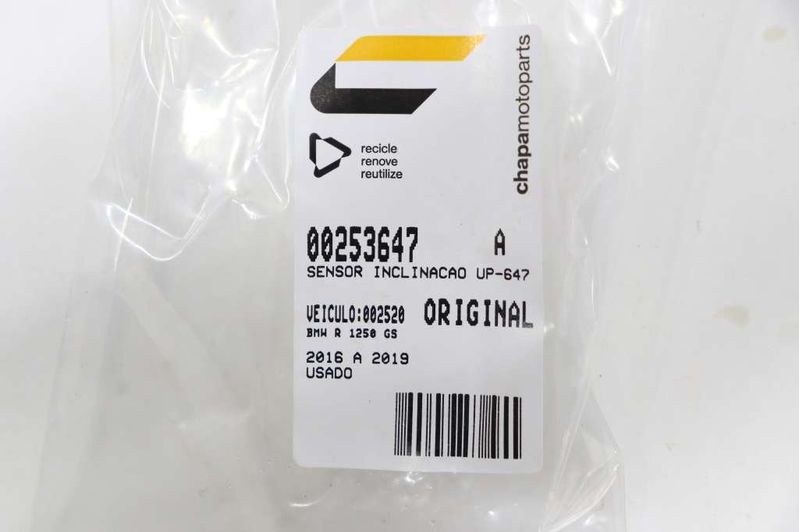 chapamotoparts
recicle
renove
reutilize
00253647 A
SENSOR INCLINACAO UP-647
VEICULO:002520 ORIGINAL
BMW R 1250 GS
2016 A 2019
USADO